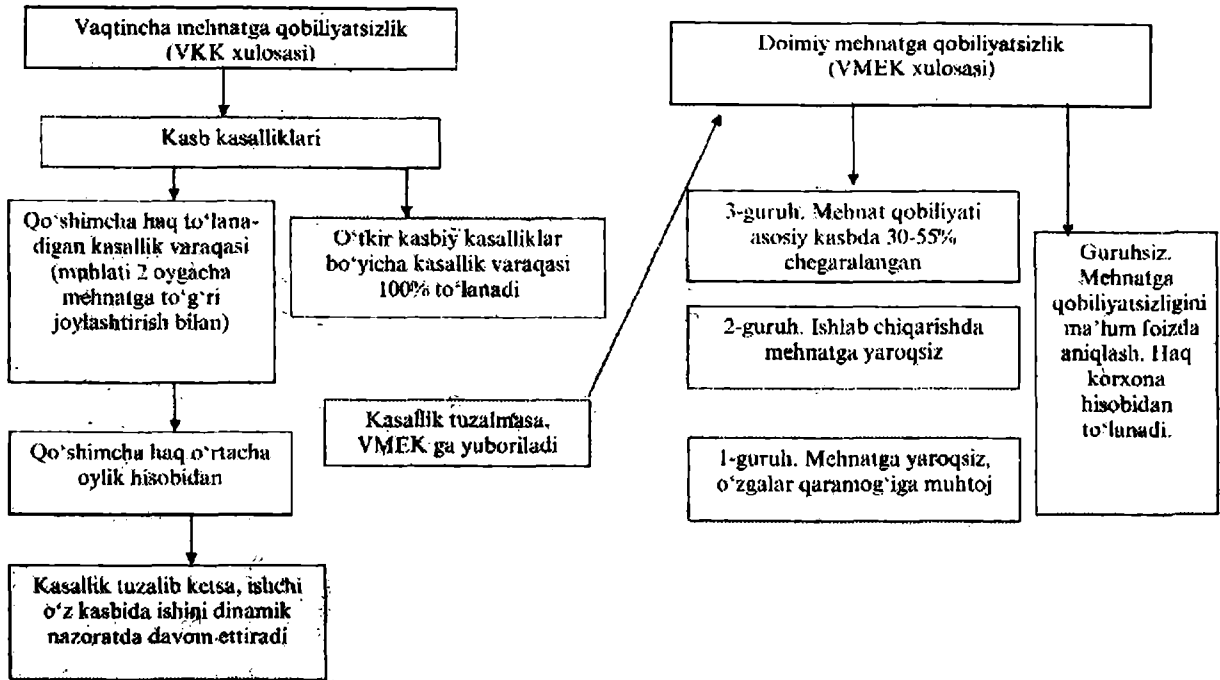 Vaqtincha mehnatga qobiliyatsizlik
(VKK xulosasi)
Kasb kasalliklari
Qo‘shimcha haq to‘lana-
digan kasallik varaqasi
(muhlati 2 oygacha
mehnatga to‘g‘ri
joylashtirish bilan)
O‘tkir kasbiy kasalliklar
bo‘yicha kasallik varaqasi
100% to‘lanadi
Qo‘shimcha haq o‘rtacha
oylik hisobidan
Kasallik tuzalib ketsa, ishchi
o‘z kasbida ishini dinamik
nazoratda davom ettiradi
Kasallik tuzalmasa,
VMEK ga yuboriladi
Doimiy mehnatga qobiliyatsizlik
(VMEK xulosasi)
3-guruh. Mehnat qobiliyati
asosiy kasbda 30-55%
chegaralangan
2-guruh. Ishlab chiqarishda
mehnatga yaroqsiz
1-guruh. Mehnatga yaroqsiz,
o‘zgalar qaramog‘iga muhtoj
Guruhsiz.
Mehnatga
qobiliyatsizligini
ma’lum foizda
aniqlash. Haq
korxona
hisobidan
to‘lanadi.